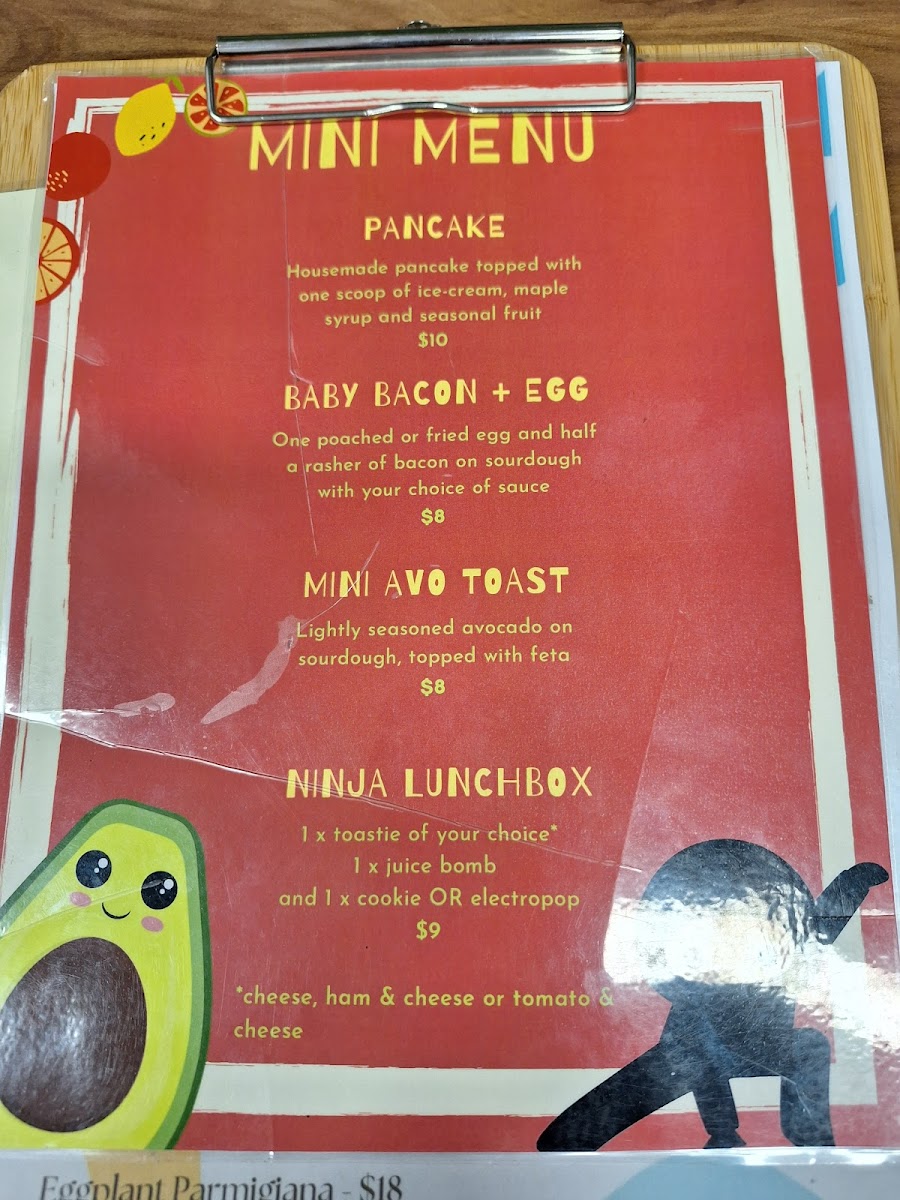 MINI MENU
PANCAKE
Housemade pancake topped with
one scoop of ice-cream, maple
syrup and seasonal fruit
$10
BABY BACON + EGG
One poached or fried egg and half
a rasher of bacon on sourdough
with your choice of sauce
$8
MINI AVO TOAST
Lightly seasoned avocado on
sourdough, topped with feta
$8
NINJA LUNCHBOX
1 x toastie of your choice*
1 x juice bomb
and 1 x cookie OR electropop
$9
*cheese, ham & cheese or tomato &
cheese
Eggplant Parmigiana - $18